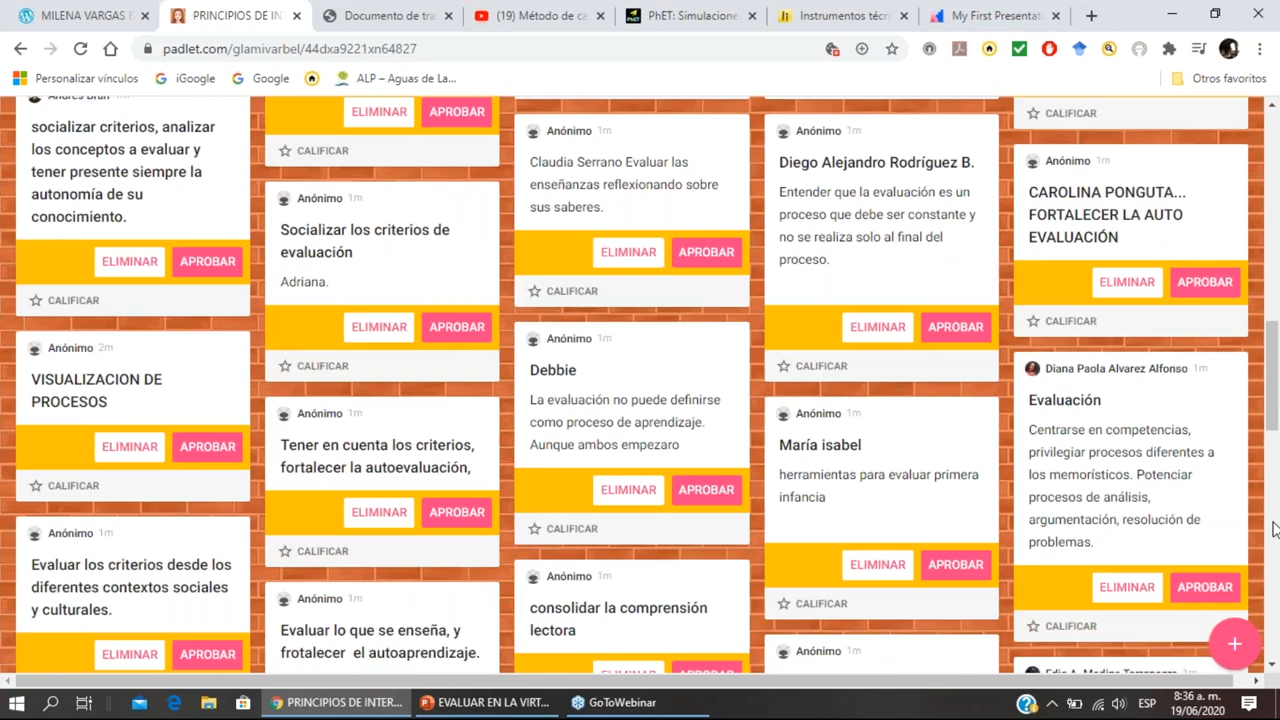 MILENA VARGAS B
PRINCIPIOS DE IN
Documento de tra
(19) Método de ca
PhET: Simulacione
Instrumentos técni
My First Presentat
padlet.com/glamivarbel/44dxa9221xn64827
Personalizar vínculos
iGoogle
Google
ALP – Aguas de La...
Otros favoritos
socializar criterios, analizar
los conceptos a evaluar y
tener presente siempre la
autonomía de su
conocimiento.
ELIMINAR APROBAR
CALIFICAR
Anónimo 2m
VISUALIZACION DE
PROCESOS
ELIMINAR APROBAR
CALIFICAR
Anónimo 1m
Evaluar los criterios desde los
diferentes contextos sociales
y culturales.
ELIMINAR APROBAR
ELIMINAR APROBAR
CALIFICAR
Anónimo 1m
Socializar los criterios de
evaluación
Adriana.
ELIMINAR APROBAR
CALIFICAR
Anónimo 1m
Tener en cuenta los criterios,
fortalecer la autoevaluación,
ELIMINAR APROBAR
CALIFICAR
Anónimo 1m
Evaluar lo que se enseña, y
frotalecer el autoaprendizaje.
Anónimo 1m
Claudia Serrano Evaluar las
enseñanzas reflexionando sobre
sus saberes.
ELIMINAR APROBAR
CALIFICAR
Anónimo 1m
Debbie
La evaluación no puede definirse
como proceso de aprendizaje.
Aunque ambos empezaro
ELIMINAR APROBAR
CALIFICAR
Anónimo 1m
consolidar la comprensión
lectora
Anónimo 1m
Diego Alejandro Rodríguez B.
Entender que la evaluación es un
proceso que debe ser constante y
no se realiza solo al final del
proceso.
ELIMINAR APROBAR
CALIFICAR
Anónimo 1m
María isabel
herramientas para evaluar primera
infancia
ELIMINAR APROBAR
CALIFICAR
Anónimo 1m
CALIFICAR
Anónimo 1m
CAROLINA PONGUTA...
FORTALECER LA AUTO
EVALUACIÓN
ELIMINAR APROBAR
CALIFICAR
Diana Paola Alvarez Alfonso 1m
Evaluación
Centrarse en competencias,
privilegiar procesos diferentes a
los memorísticos. Potenciar
procesos de análisis,
argumentación, resolución de
problemas.
ELIMINAR APROBAR
CALIFICAR
PRINCIPIOS DE INTER...
EVALUAR EN LA VIRT...
GoToWebinar
ESP
8:36 a. m.
19/06/2020